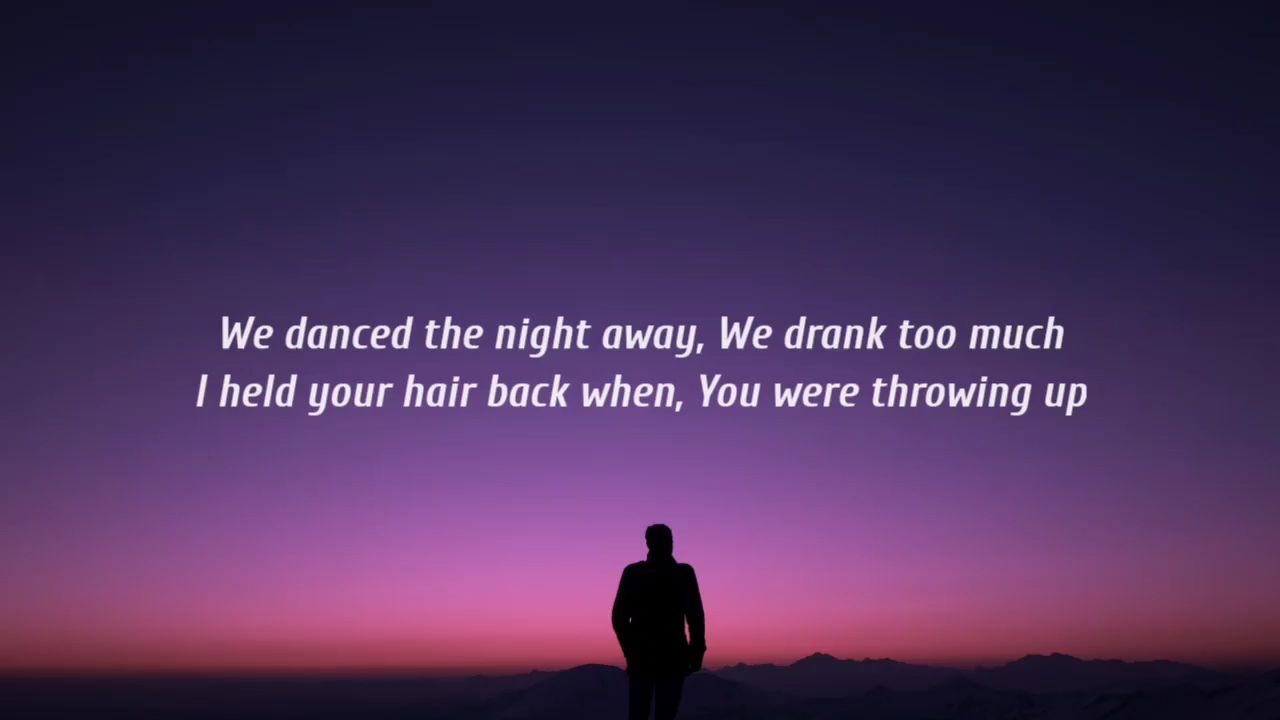 We danced the night away, We drank too much
I held your hair back when, You were throwing up